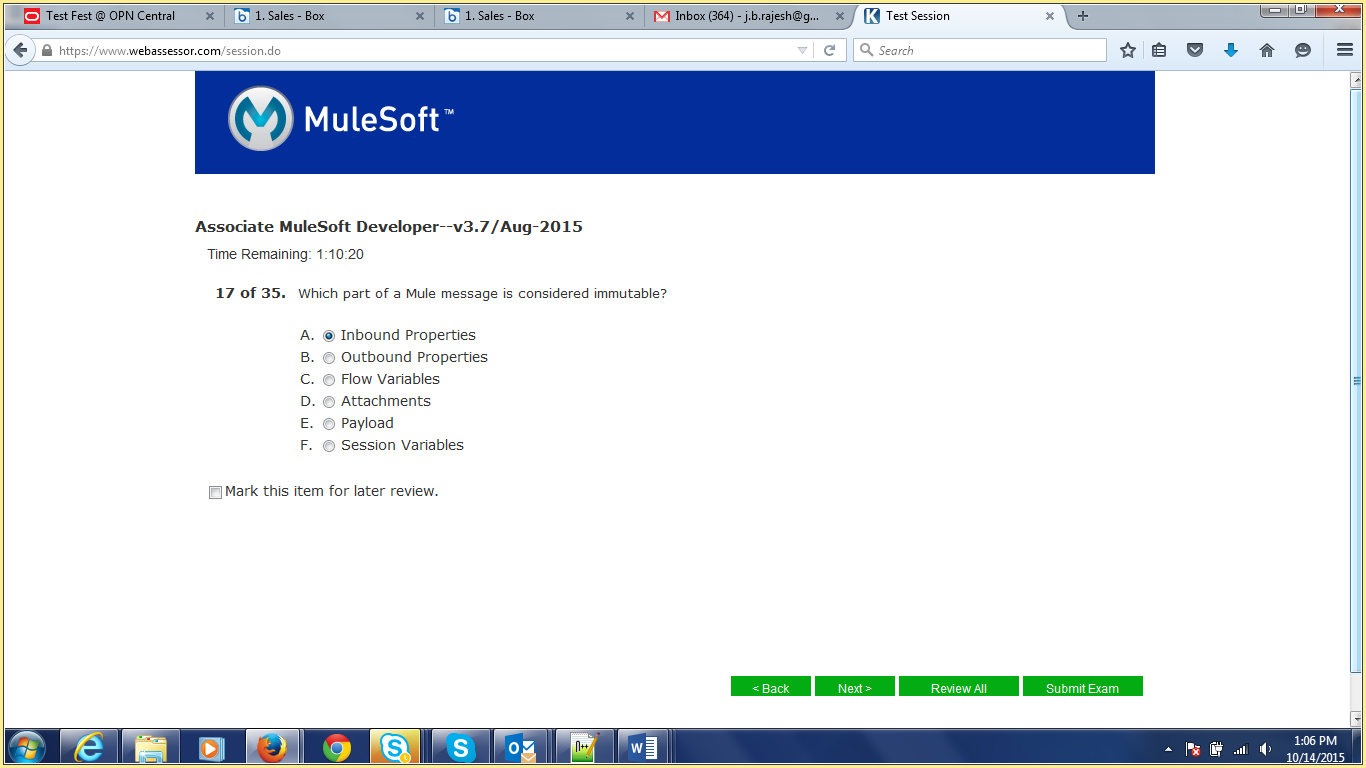 Test Fest @ OPN Central
1. Sales - Box
1. Sales - Box
Inbox (364) - j.b.rajesh@g...
Test Session
https://www.webassessor.com/session.do
Search
MuleSoft™
Associate MuleSoft Developer--v3.7/Aug-2015
Time Remaining: 1:10:20
17 of 35. Which part of a Mule message is considered immutable?
A. Inbound Properties
B. Outbound Properties
C. Flow Variables
D. Attachments
E. Payload
F. Session Variables
Mark this item for later review.
< Back
Next >
Review All
Submit Exam
1:06 PM
10/14/2015